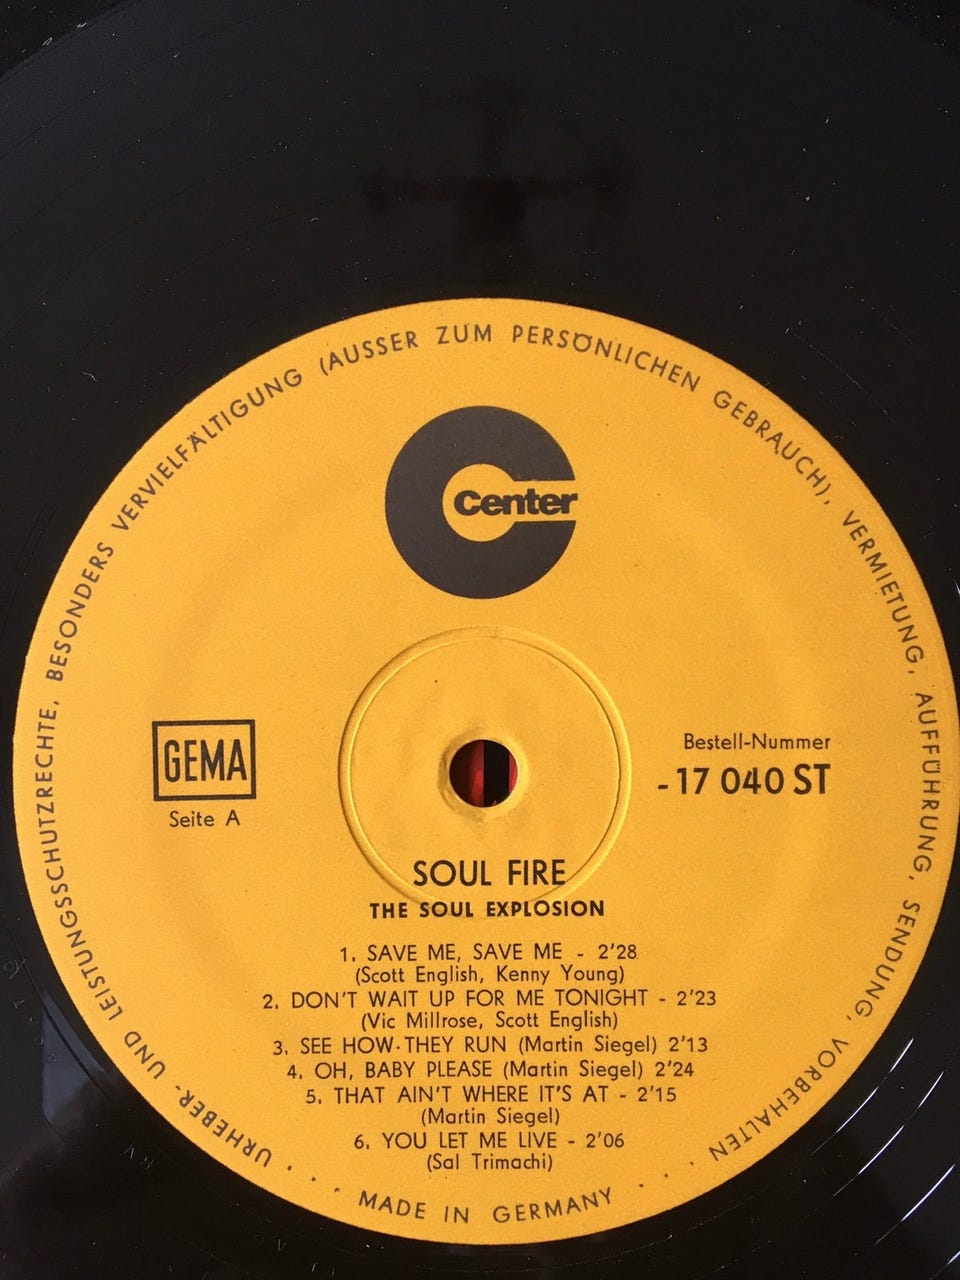 URHEBER- UND LEISTUNGSSCHUTZRECHTE, BESONDERS VERVIELFÄLTIGUNG (AUSSER ZUM PERSÖNLICHEN GEBRAUCH), VERMIETUNG, AUFFÜHRUNG, SENDUNG, VORBEHALTEN
Center
GEMA
Seite A
Bestell-Nummer
-17 040 ST
SOUL FIRE
THE SOUL EXPLOSION
1. SAVE ME, SAVE ME - 2'28
(Scott English, Kenny Young)
2. DON'T WAIT UP FOR ME TONIGHT - 2'23
(Vic Millrose, Scott English)
3. SEE HOW·THEY RUN (Martin Siegel) 2'13
4. OH, BABY PLEASE (Martin Siegel) 2'24
5. THAT AIN'T WHERE IT'S AT - 2'15
(Martin Siegel)
6. YOU LET ME LIVE - 2'06
(Sal Trimachi)
· · · MADE IN GERMANY · · ·